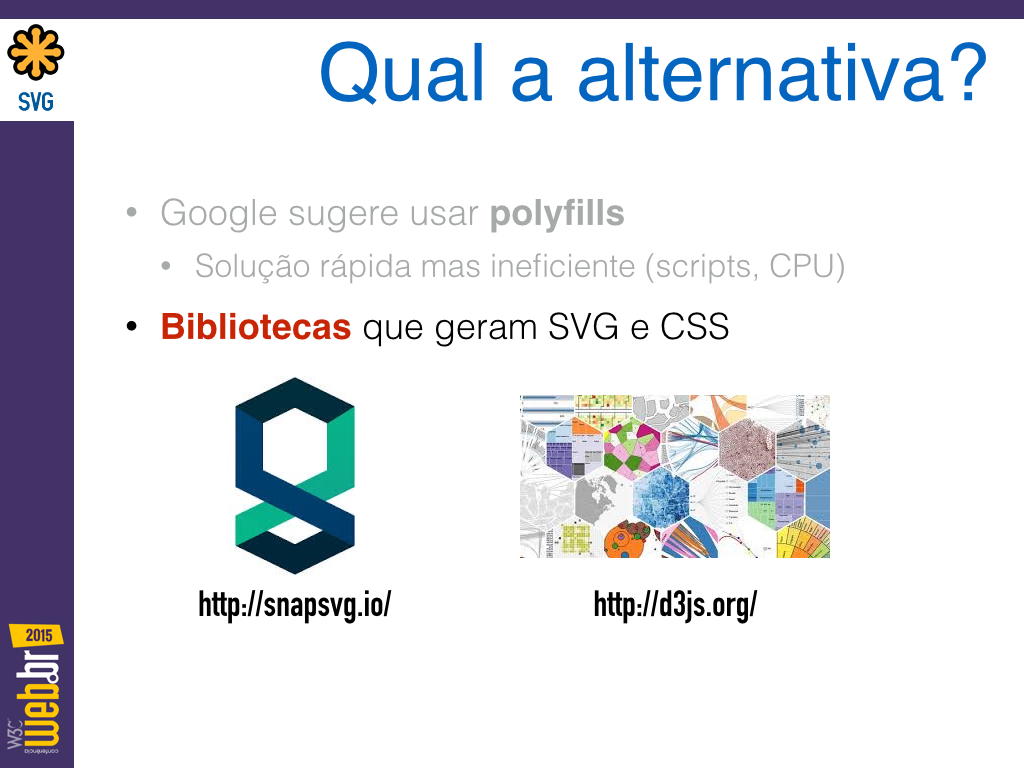 SVG
Qual a alternativa?
• Google sugere usar polyfills
• Solução rápida mas ineficiente (scripts, CPU)
• Bibliotecas que geram SVG e CSS
http://snapsvg.io/
http://d3js.org/
2015
W3C
web.br
conferência